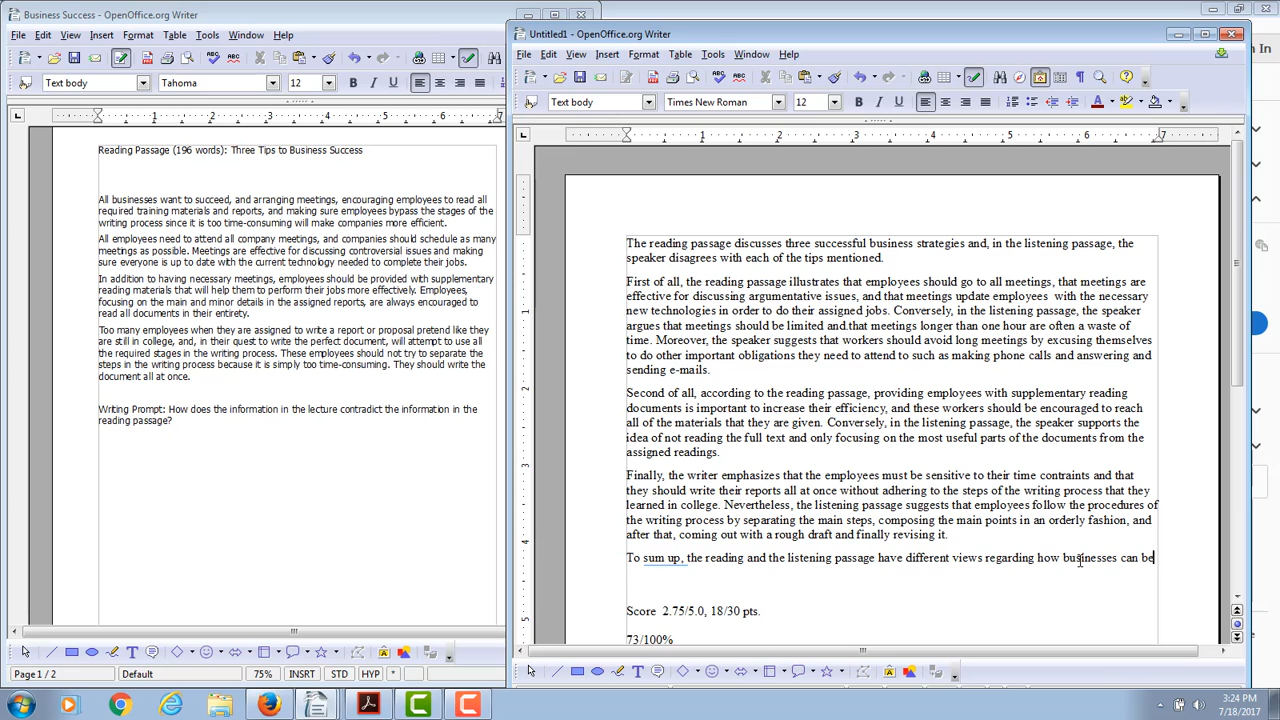 Business Success - OpenOffice.org Writer
File Edit View Insert Format Table Tools Window Help
Text body Tahoma 12
1 2 3 4 5 6 7
Reading Passage (196 words): Three Tips to Business Success
All businesses want to succeed, and arranging meetings, encouraging employees to read all
required training materials and reports, and making sure employees bypass the stages of the
writing process since it is too time-consuming will make companies more efficient.
All employees need to attend all company meetings, and companies should schedule as many
meetings as possible. Meetings are effective for discussing controversial issues and making
sure everyone is up to date with the current technology needed to complete their jobs.
In addition to having necessary meetings, employees should be provided with supplementary
reading materials that will help them to perform their jobs more effectively. Employees,
focusing on the main and minor details in the assigned reports, are always encouraged to
read all documents in their entirety.
Too many employees when they are assigned to write a report or proposal pretend like they
are still in college, and, in their quest to write the perfect document, will attempt to use all
the required stages in the writing process. These employees should not try to separate the
steps in the writing process because it is simply too time-consuming. They should write the
document all at once.
Writing Prompt: How does the information in the lecture contradict the information in the
reading passage?
Page 1 / 2 Default 75% INSRT STD HYP *
Untitled1 - OpenOffice.org Writer
File Edit View Insert Format Table Tools Window Help
Text body Times New Roman 12
1 2 3 4 5 6 7
The reading passage discusses three successful business strategies and, in the listening passage, the
speaker disagrees with each of the tips mentioned.
First of all, the reading passage illustrates that employees should go to all meetings, that meetings are
effective for discussing argumentative issues, and that meetings update employees with the necessary
new technologies in order to do their assigned jobs. Conversely, in the listening passage, the speaker
argues that meetings should be limited and.that meetings longer than one hour are often a waste of
time. Moreover, the speaker suggests that workers should avoid long meetings by excusing themselves
to do other important obligations they need to attend to such as making phone calls and answering and
sending e-mails.
Second of all, according to the reading passage, providing employees with supplementary reading
documents is important to increase their efficiency, and these workers should be encouraged to reach
all of the materials that they are given. Conversely, in the listening passage, the speaker supports the
idea of not reading the full text and only focusing on the most useful parts of the documents from the
assigned readings.
Finally, the writer emphasizes that the employees must be sensitive to their time contraints and that
they should write their reports all at once without adhering to the steps of the writing process that they
learned in college. Nevertheless, the listening passage suggests that employees follow the procedures of
the writing process by separating the main steps, composing the main points in an orderly fashion, and
after that, coming out with a rough draft and finally revising it.
To sum up, the reading and the listening passage have different views regarding how businesses can be
Score 2.75/5.0, 18/30 pts.
73/100%
1 2 3 4 5
In
3:24 PM
7/18/2017